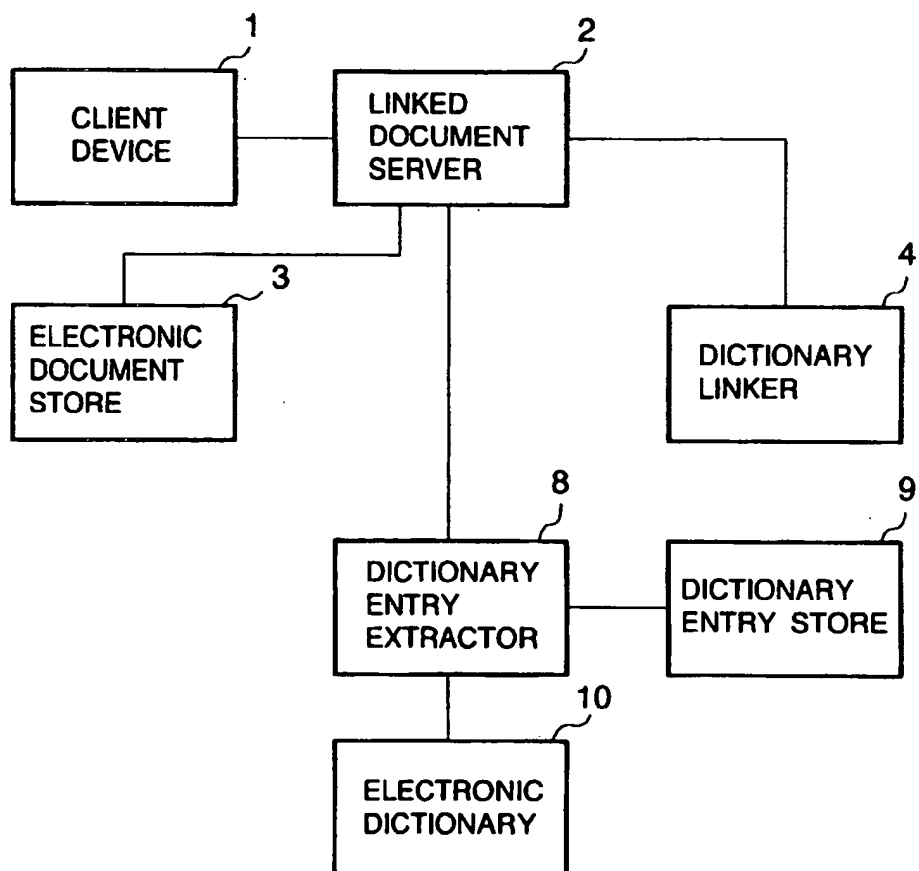 1
2
CLIENT
DEVICE
LINKED
DOCUMENT
SERVER
3
4
ELECTRONIC
DOCUMENT
STORE
DICTIONARY
LINKER
8
9
DICTIONARY
ENTRY
EXTRACTOR
DICTIONARY
ENTRY STORE
10
ELECTRONIC
DICTIONARY